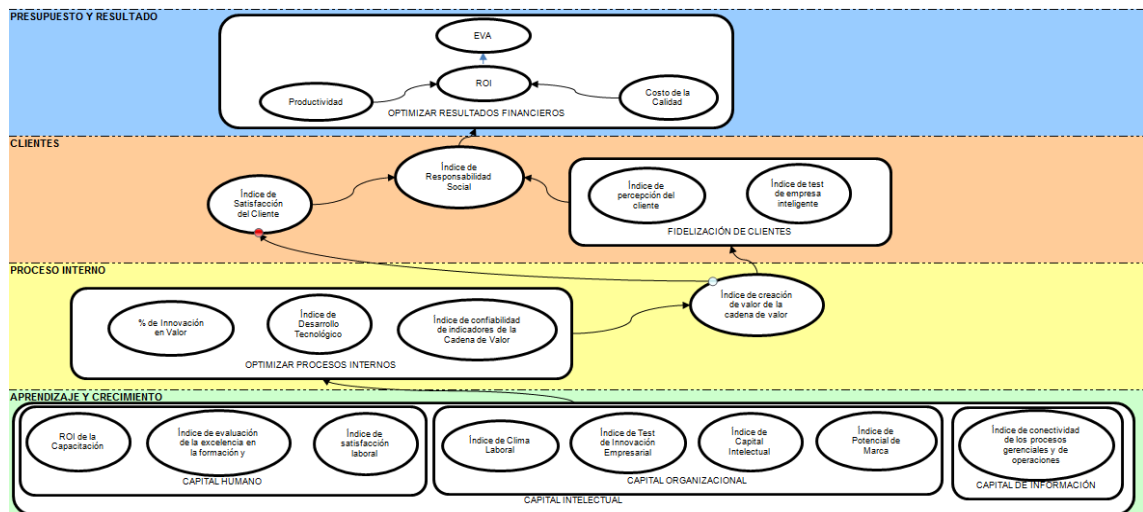 PRESUPUESTO Y RESULTADO
EVA
ROI
Productividad
Costo de la
Calidad
OPTIMIZAR RESULTADOS FINANCIEROS
CLIENTES
Índice de
Responsabilidad
Social
Índice de
Satisfacción
del Cliente
Índice de
percepción del
cliente
Índice de test
de empresa
inteligente
FIDELIZACIÓN DE CLIENTES
PROCESO INTERNO
% de Innovación
en Valor
Índice de
Desarrollo
Tecnológico
Índice de confiabilidad
de indicadores de la
Cadena de Valor
OPTIMIZAR PROCESOS INTERNOS
Índice de creación
de valor de la
cadena de valor
APRENDIZAJE Y CRECIMIENTO
ROI de la
Capacitación
Índice de evaluación
de la excelencia en
la formación y
Índice de
satisfacción
laboral
CAPITAL HUMANO
Índice de Clima
Laboral
Índice de Test
de Innovación
Empresarial
Índice de
Capital
Intelectual
Índice de
Potencial de
Marca
CAPITAL ORGANIZACIONAL
Índice de conectividad
de los procesos
gerenciales y de
operaciones
CAPITAL DE INFORMACIÓN
CAPITAL INTELECTUAL